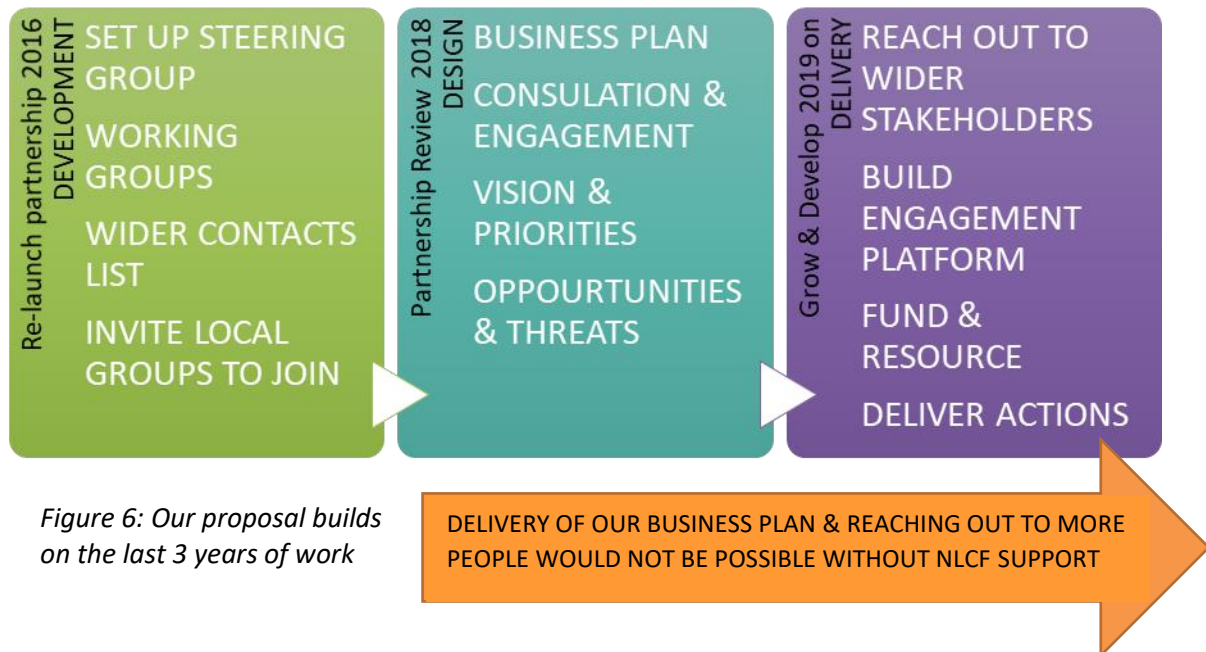 Re-launch partnership 2016
DEVELOPMENT
SET UP STEERING
GROUP
WORKING
GROUPS
WIDER CONTACTS
LIST
INVITE LOCAL
GROUPS TO JOIN
Partnership Review 2018
DESIGN
BUSINESS PLAN
CONSULATION &
ENGAGEMENT
VISION &
PRIORITIES
OPPOURTUNITIES
& THREATS
Grow & Develop 2019 on
DELIVERY
REACH OUT TO
WIDER
STAKEHOLDERS
BUILD
ENGAGEMENT
PLATFORM
FUND &
RESOURCE
DELIVER ACTIONS
Figure 6: Our proposal builds
on the last 3 years of work
DELIVERY OF OUR BUSINESS PLAN & REACHING OUT TO MORE
PEOPLE WOULD NOT BE POSSIBLE WITHOUT NLCF SUPPORT